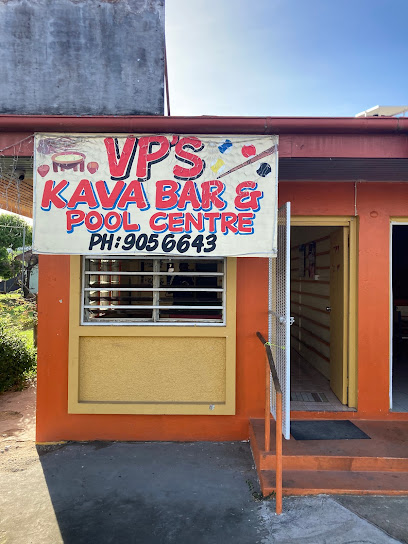 VP'S
KAVA BAR &
POOL CENTRE
PH: 9056643